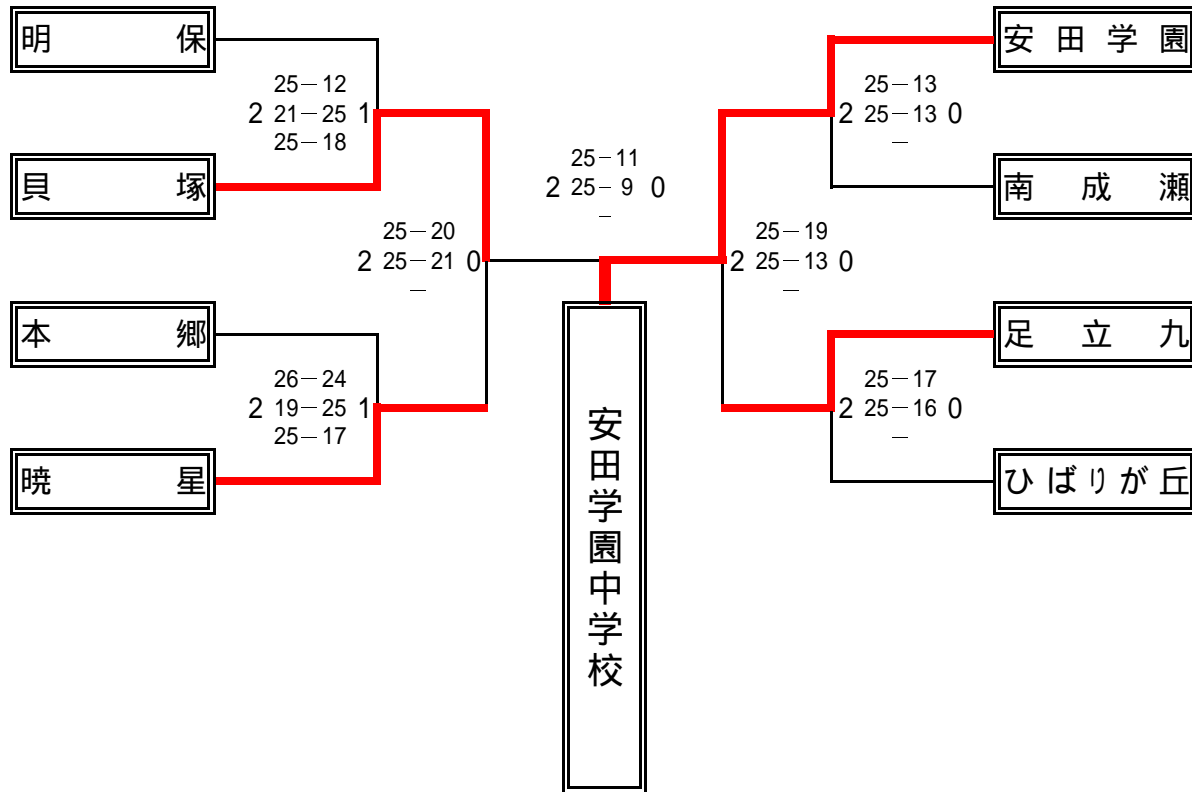 明 保
安 田 学 園
25－12
2 21－25 1
25－18
25－13
2 25－13 0
－
25－11
2 25－ 9 0
－
貝 塚
南 成 瀬
25－20
2 25－21 0
－
25－19
2 25－13 0
－
本 郷
足 立 九
26－24
2 19－25 1
25－17
25－17
2 25－16 0
－
暁 星
ひ ば り が 丘
安田学園中学校